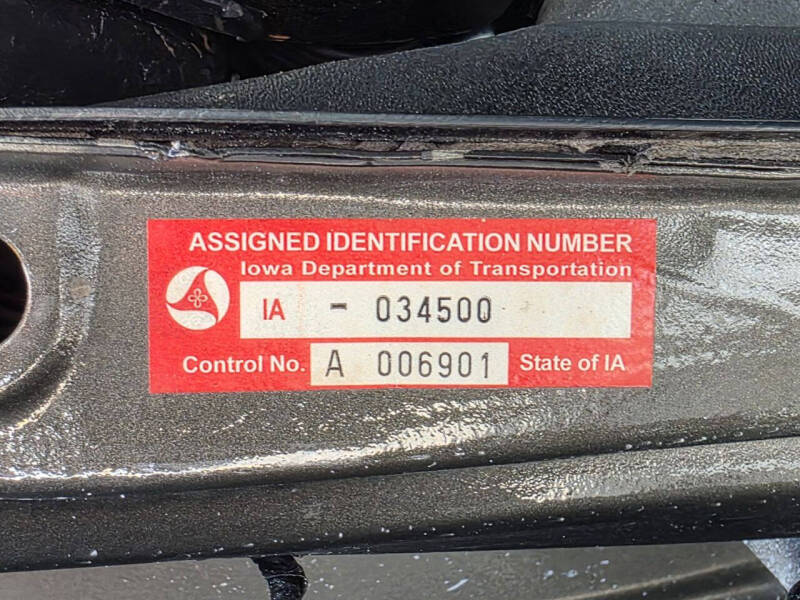 ASSIGNED IDENTIFICATION NUMBER
Iowa Department of Transportation
IA - 034500
Control No. A 006901 State of IA